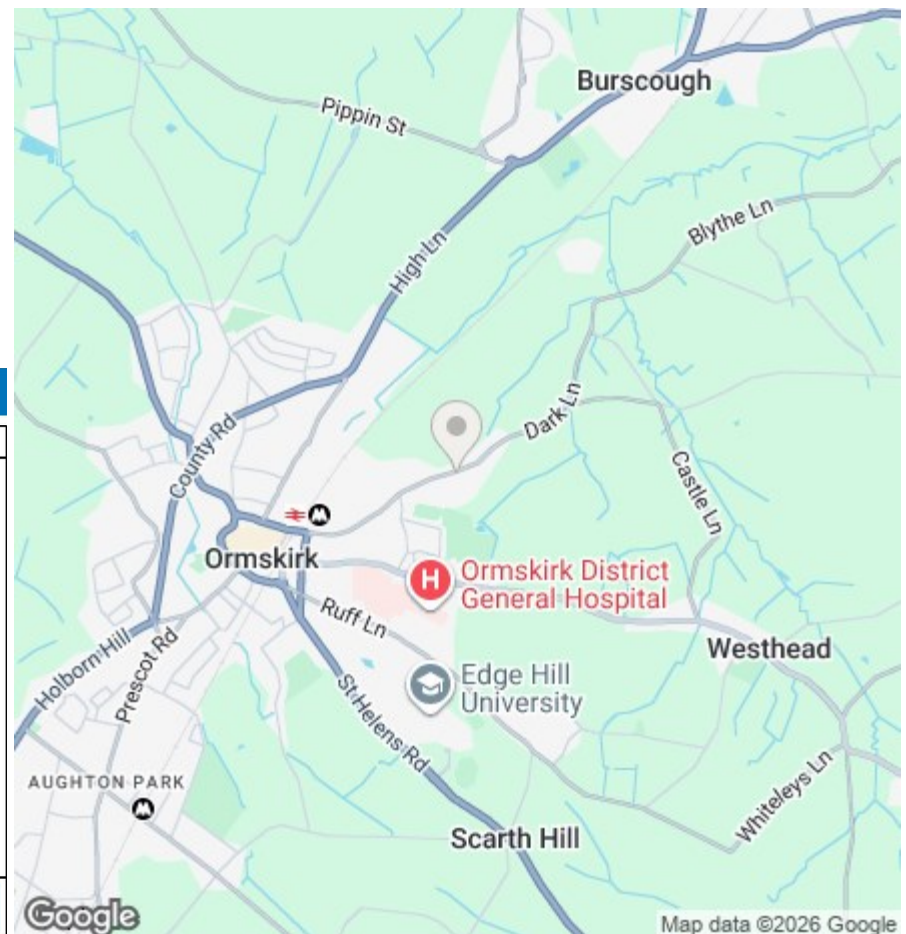 Burscough
Pippin St
Blythe Ln
High Ln
Dark Ln
County Rd
Castle Ln
Ormskirk
H
Ormskirk District
General Hospital
Ruff Ln
Westhead
Holborn Hill
Prescot Rd
Edge Hill
University
St Helens Rd
AUGHTON PARK
Whiteleys Ln
Scarth Hill
Google
Map data ©2026 Google